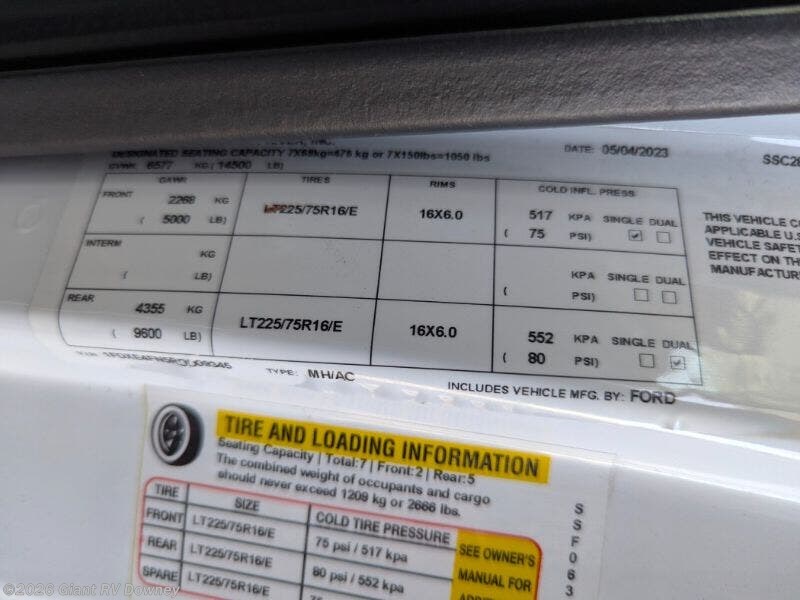 DESIGNATED SEATING CAPACITY 7X68kg=476 kg or 7X150lbs=1050 lbs DATE: 05/04/2023
GVWR 6577 KG ( 14500 LB)
GAWR TIRES RIMS COLD INFL. PRESS.
FRONT 2268 KG LT225/75R16/E 16X6.0 517 KPA SINGLE DUAL
( 5000 LB) ( 75 PSI)
INTERM KG KPA SINGLE DUAL
( LB) ( PSI)
REAR 4355 KG LT225/75R16/E 16X6.0 552 KPA SINGLE DUAL
( 9600 LB) ( 80 PSI)
TYPE: MH/AC INCLUDES VEHICLE MFG. BY: FORD
THIS VEHICLE
APPLICABLE U.S
VEHICLE SAFET
EFFECT ON TH
MANUFACTUR
TIRE AND LOADING INFORMATION
Seating Capacity | Total:7 | Front:2 | Rear:5
The combined weight of occupants and cargo
should never exceed 1209 kg or 2666 lbs.
TIRE SIZE COLD TIRE PRESSURE
FRONT LT225/75R16/E 75 psi / 517 kpa
REAR LT225/75R16/E 80 psi / 552 kpa
SPARE LT225/75R16/E
SEE OWNER'S
MANUAL FOR
SSF063
©2026 Giant RV Downey